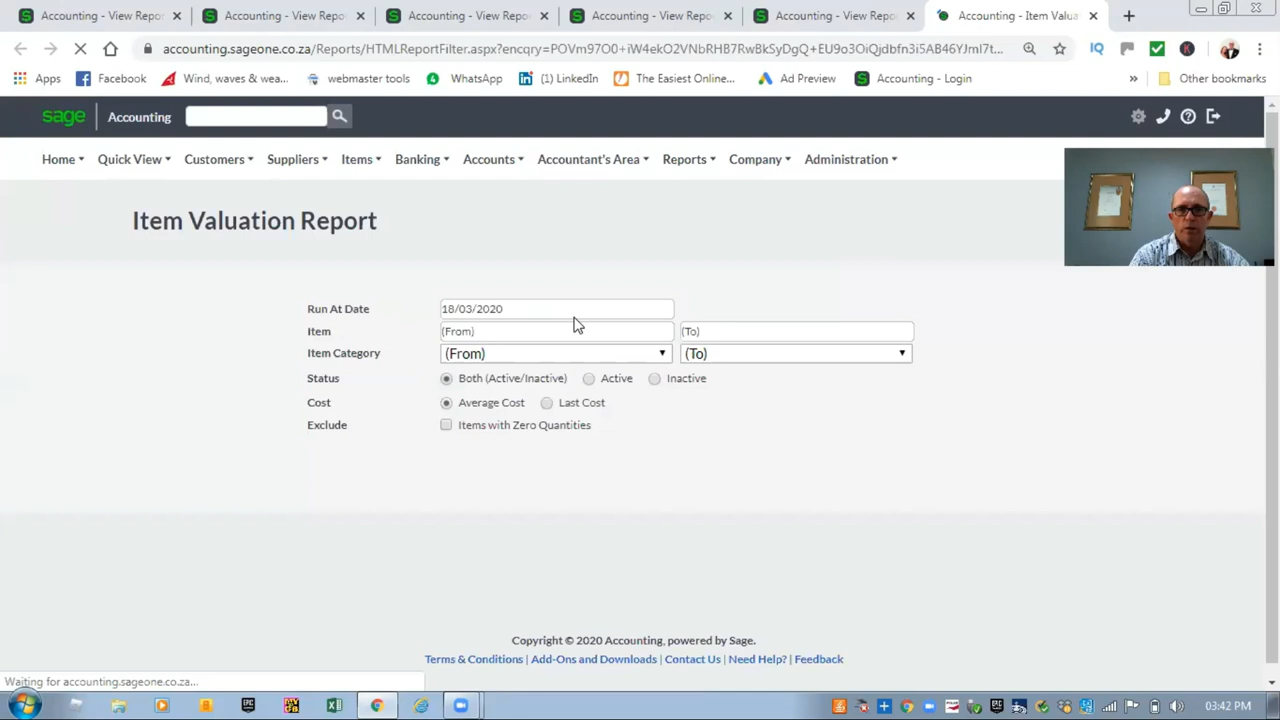 Accounting - View Repor
Accounting - View Repor
Accounting - View Repo
Accounting - View Repor
Accounting - View Repor
Accounting - Item Valua
accounting.sageone.co.za/Reports/HTMLReportFilter.aspx?encqry=POVm97O0+iW4ekO2VNbRHB7RwBkSyDgQ+EU9o3OiQjdbfn3i5AB46YJml7t...
Apps
Facebook
Wind, waves & wea...
webmaster tools
WhatsApp
(1) LinkedIn
The Easiest Online...
Ad Preview
Accounting - Login
»
Other bookmarks
sage
Accounting
Home
Quick View
Customers
Suppliers
Items
Banking
Accounts
Accountant's Area
Reports
Company
Administration
Item Valuation Report
Run At Date 18/03/2020
Item (From) (To)
Item Category (From) (To)
Status Both (Active/Inactive) Active Inactive
Cost Average Cost Last Cost
Exclude Items with Zero Quantities
Copyright © 2020 Accounting, powered by Sage.
Terms & Conditions | Add-Ons and Downloads | Contact Us | Need Help? | Feedback
Waiting for accounting.sageone.co.za...
03:42 PM